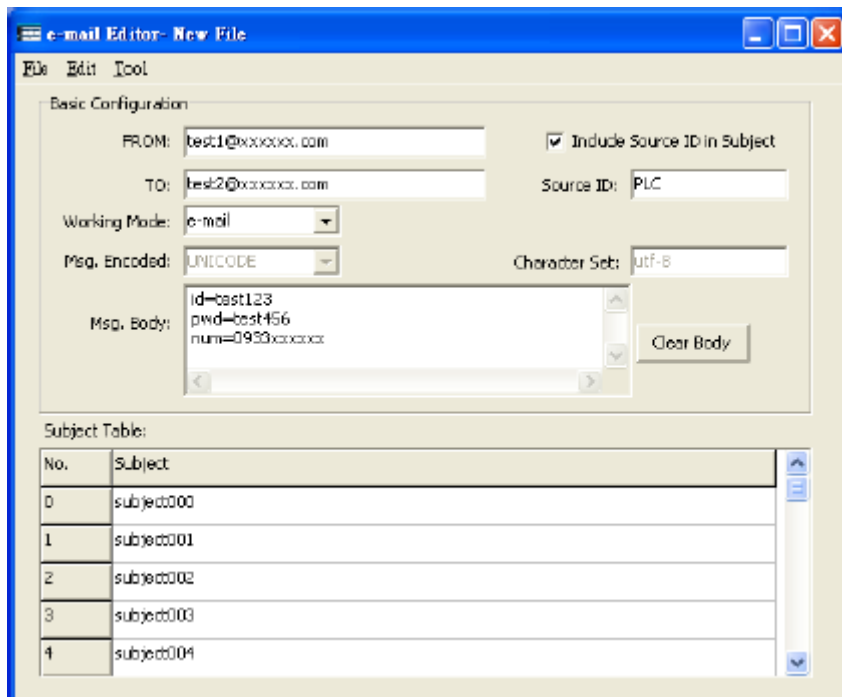 e-mail Editor- New File
File Edit Tool
Basic Configuration
FROM: test1@xxxxxx.com
Include Source ID in Subject
TO: test2@xxxxxx.com
Source ID: PLC
Working Mode: e-mail
Msg. Encoded: UNICODE
Character Set: utf-8
Msg. Body:
id=test123
pwd=test456
num=0933xxxxxx
Clear Body
Subject Table:
No. Subject
0 subject000
1 subject001
2 subject002
3 subject003
4 subject004